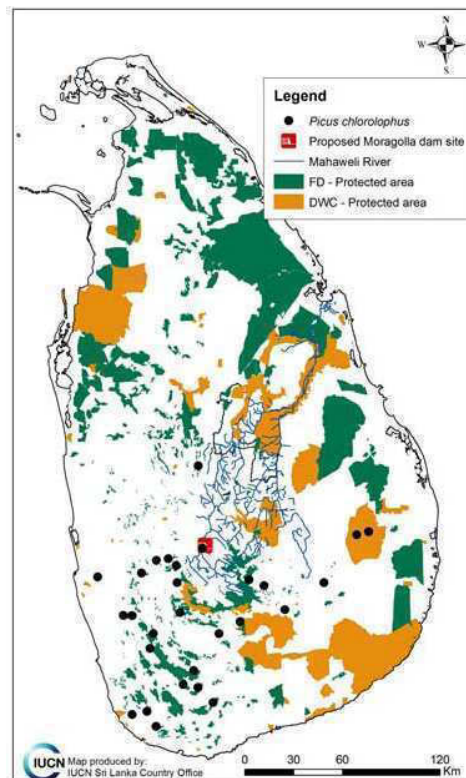 N
W
E
S
Legend
Picus chlorolophus
Proposed Moragolla dam site
Mahaweli River
FD - Protected area
DWC - Protected area
IUCN
Map produced by:
IUCN Sri Lanka Country Office
0 30 60 120
Km